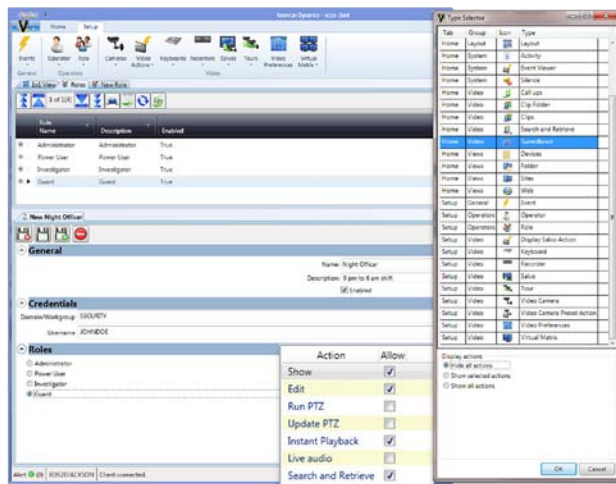 Home Setup
Events Operator Role Cameras Video Actions Keyboards Recorders Salvos Tours Video Preferences Virtual Matrix
General Operators Video
Roles New Role
Role Name Description Enabled
Administrator Administrator True
Power User Power User True
Investigator Investigator True
Guest Guest True
New Night Officer
General
Name: Night Officer
Description: 9 pm to 6 am shift
Enabled
Credentials
Domain/Workgroup SSCURITY
Username JOHNDOE
Roles
Administrator
Power User
Investigator
Guest
Client connected.
Action Allow
Show
Edit
Run PTZ
Update PTZ
Instant Playback
Live audio
Search and Retrieve
Type Selector
Tab Group Icon Type
Home Layout Layout
Home System Activity
Home System Event Viewer
Home System Silence
Home Video Call ups
Home Video Clip Folder
Home Video Clips
Home Video Search and Retrieve
Home Video Surveillance
Home Views Devices
Home Views Folder
Home Views Sites
Home Views Web
Setup General Event
Setup Operators Operator
Setup Operators Role
Setup Video Display Salvo Action
Setup Video Keyboard
Setup Video Recorder
Setup Video Salvo
Setup Video Tour
Setup Video Video Camera
Setup Video Video Camera Preset Action
Setup Video Video Preferences
Setup Video Virtual Matrix
Display actions
Hide all actions
Show selected actions
Show all actions
OK Cancel